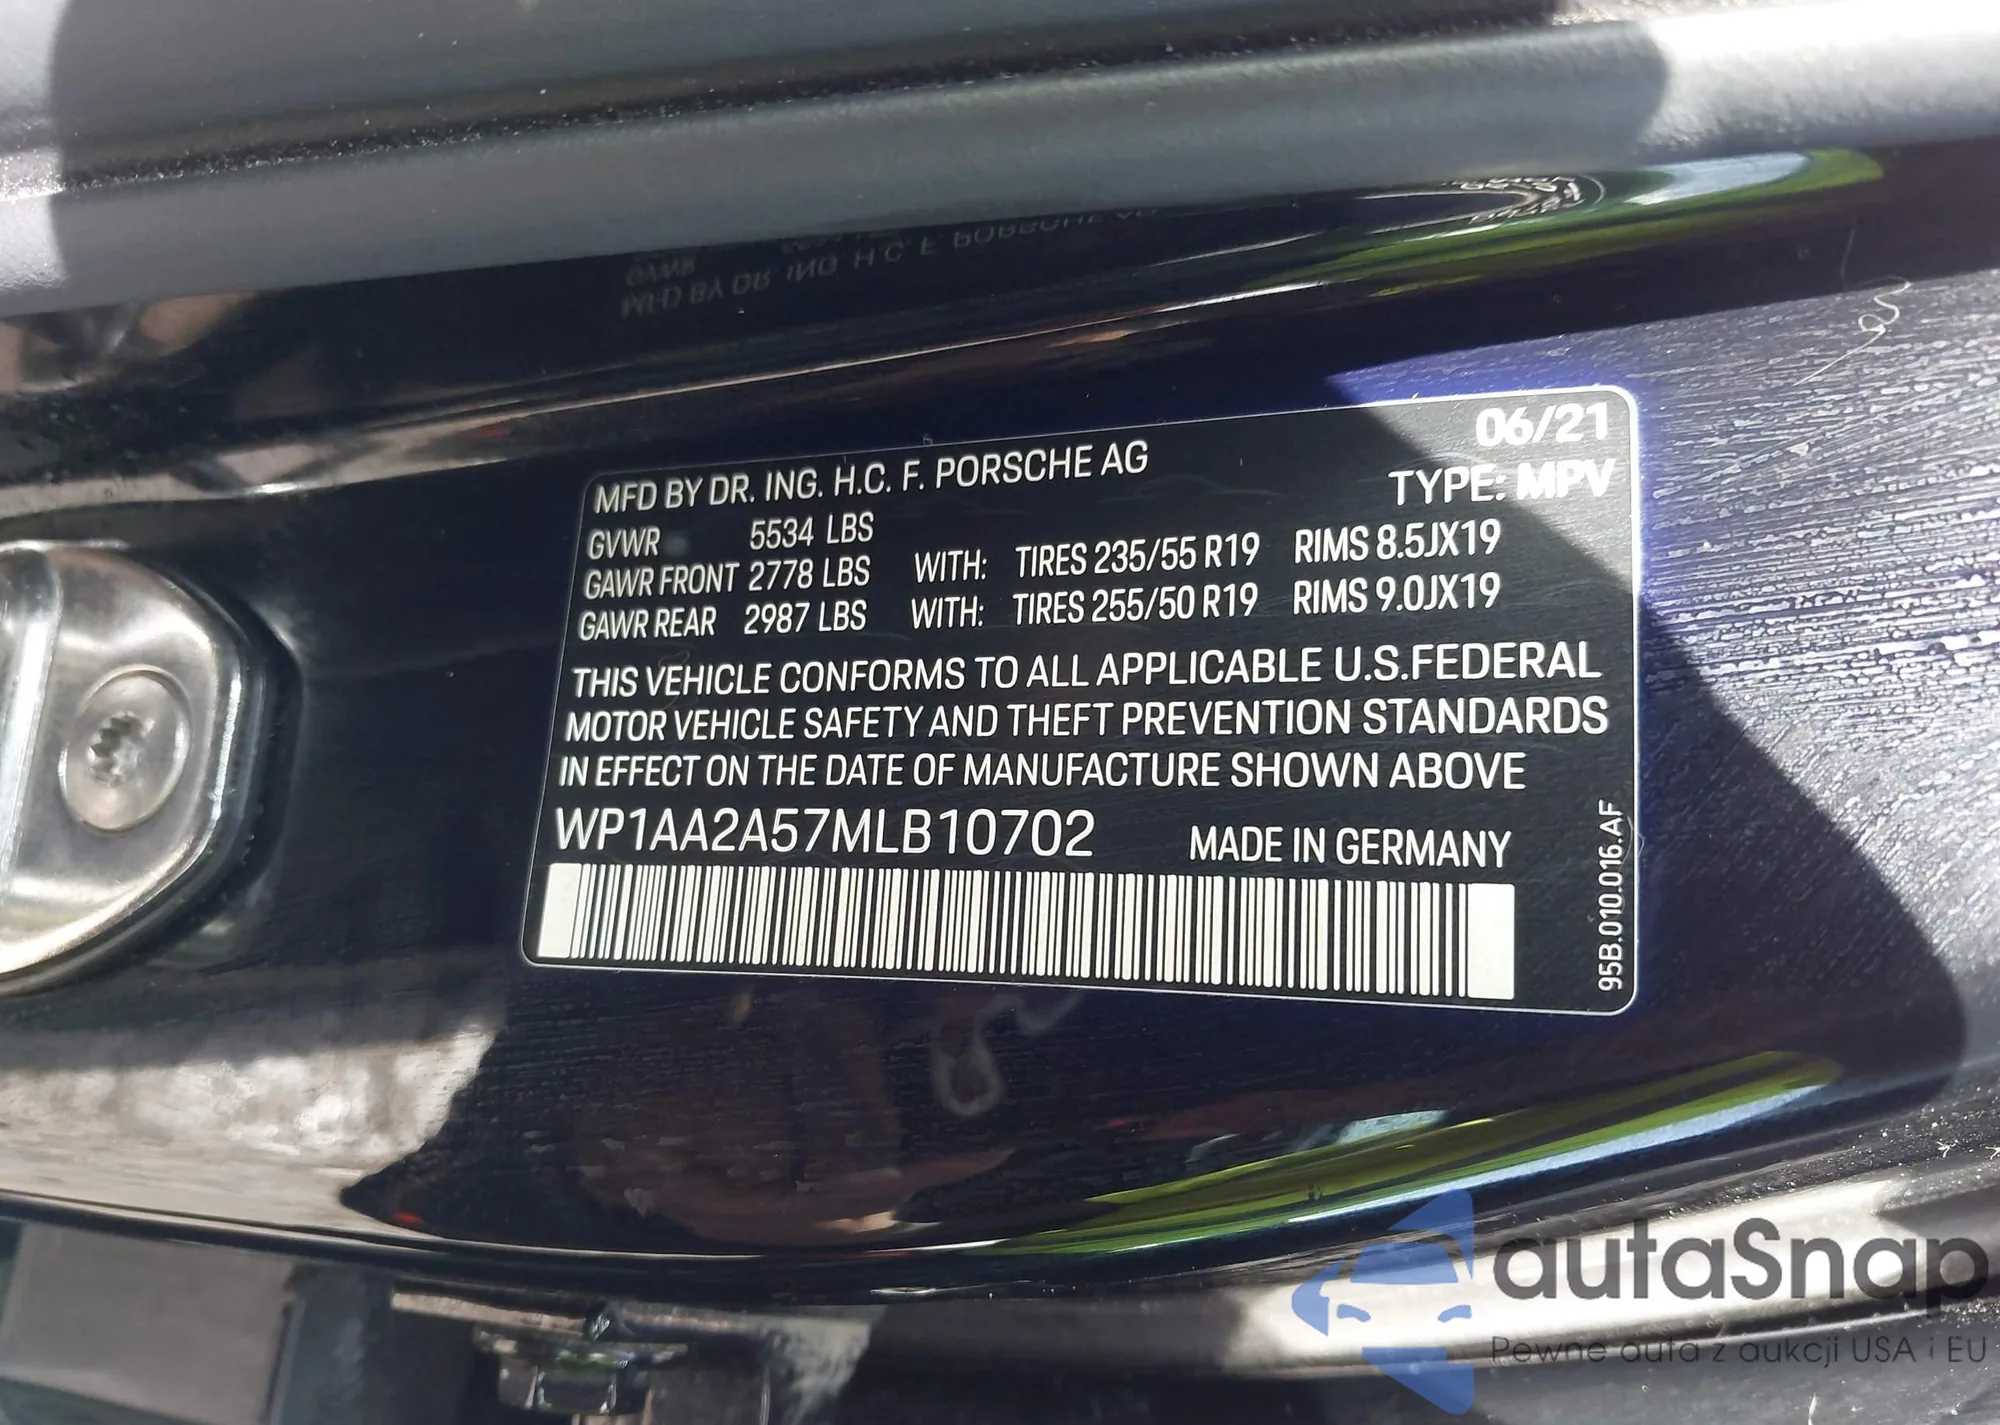 06/21
MFD BY DR. ING. H.C. F. PORSCHE AG
TYPE: MPV
GVWR 5534 LBS
GAWR FRONT 2778 LBS WITH: TIRES 235/55 R19 RIMS 8.5JX19
GAWR REAR 2987 LBS WITH: TIRES 255/50 R19 RIMS 9.0JX19
THIS VEHICLE CONFORMS TO ALL APPLICABLE U.S.FEDERAL
MOTOR VEHICLE SAFETY AND THEFT PREVENTION STANDARDS
IN EFFECT ON THE DATE OF MANUFACTURE SHOWN ABOVE
WP1AA2A57MLB10702 MADE IN GERMANY
95B.010.016.AF
autaSnap
Pewne auta z aukcji USA i EU